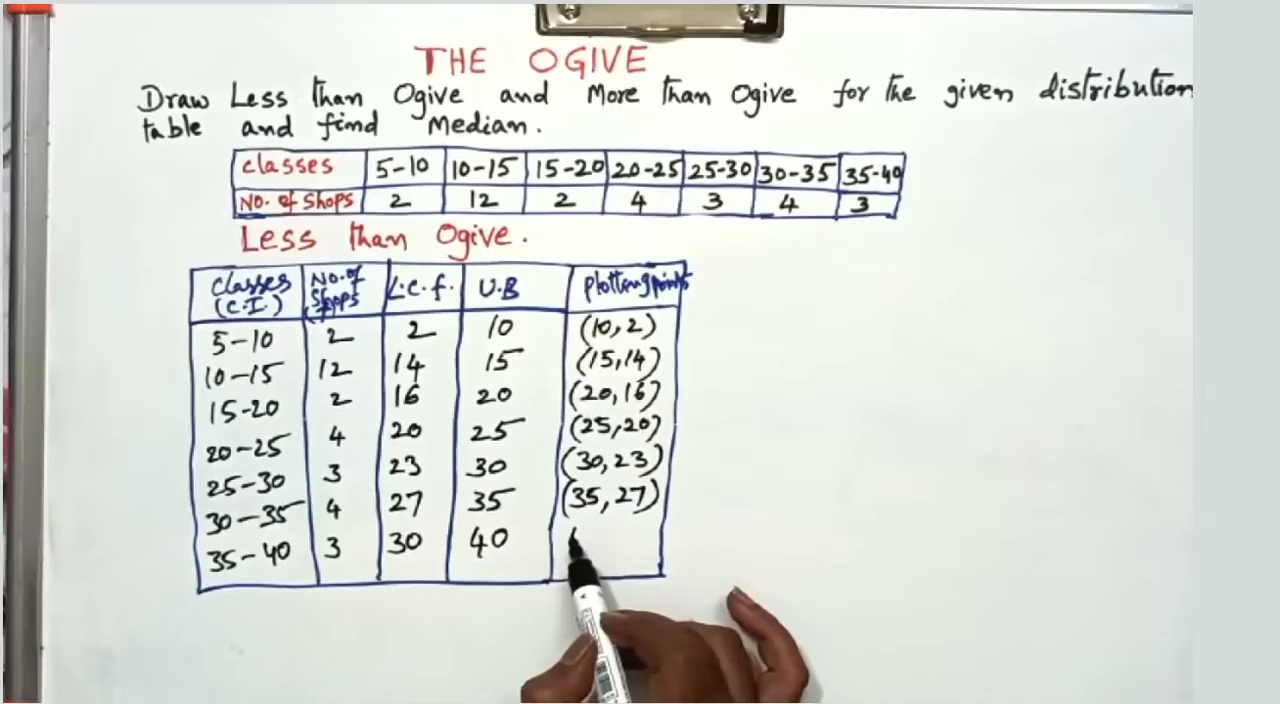 THE OGIVE
Draw Less than Ogive and More than Ogive for the given distribution
table and find Median.
classes 5-10 10-15 15-20 20-25 25-30 30-35 35-40
No. of Shops 2 12 2 4 3 4 3
Less than Ogive.
classes (C.I.) No. of Shops L.c.f. U.B
5-10 2 2 10 (10,2)
10-15 12 14 15 (15,14)
15-20 2 16 20 (20,16)
20-25 4 20 25 (25,20)
25-30 3 23 30 (30,23)
30-35 4 27 35 (35,27)
35-40 3 30 40 (